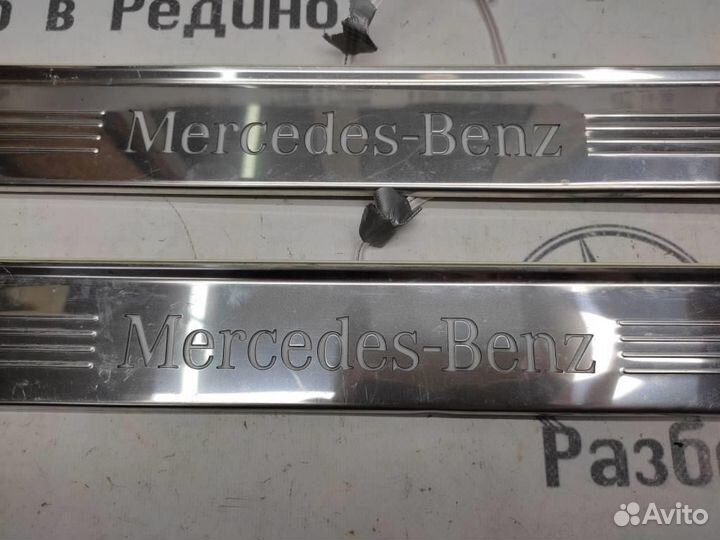 о в Редино
Mercedes-Benz
Mercedes-Benz
Разбо
Avito